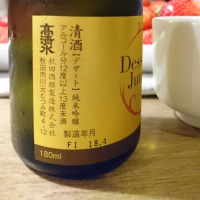 高清水
清酒【デザート】純米吟醸
アルコール分12度以上13度未満
秋田酒類製造株式会社
秋田市川元むつみ町4-12
製造年月
FI 18.4
180ml
Des
Jun